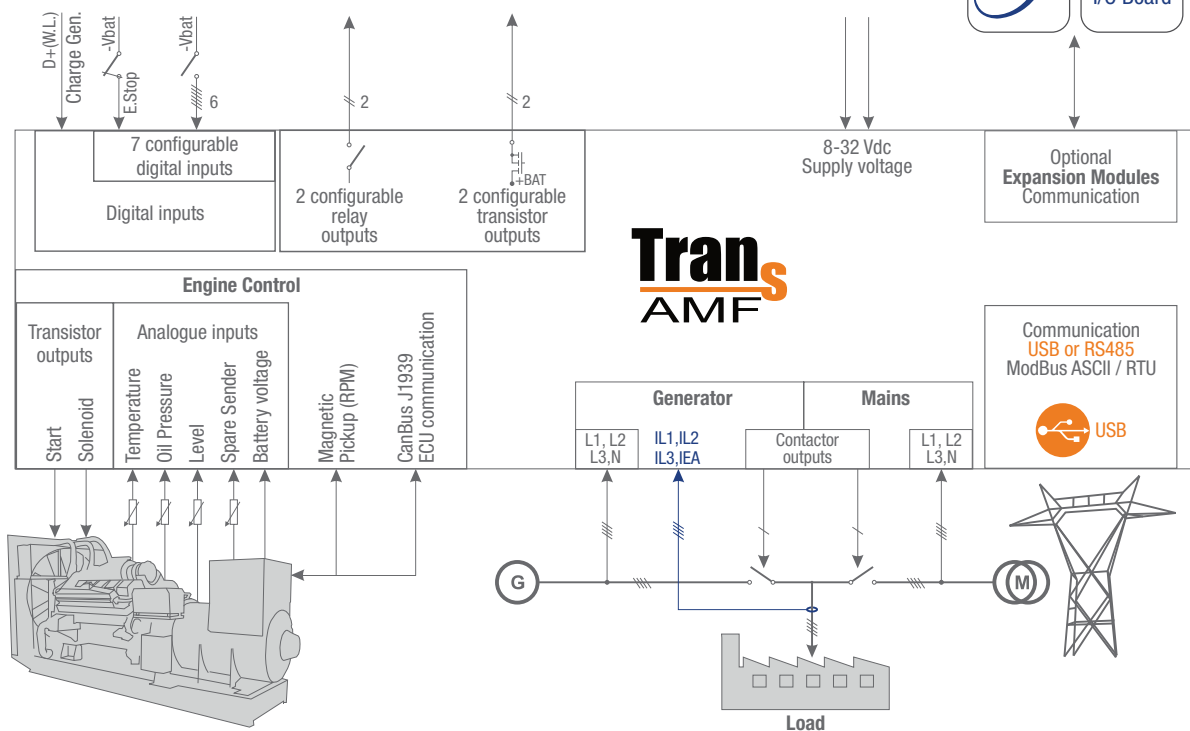 I/O Board
D+(W.L.)
Charge Gen.
-Vbat
E.Stop
-Vbat
6
2
2
7 configurable
digital inputs
Digital inputs
2 configurable
relay
outputs
+BAT
2 configurable
transistor
outputs
8-32 Vdc
Supply voltage
Optional
Expansion Modules
Communication
Trans
AMF
Engine Control
Transistor
outputs
Start
Solenoid
Analogue inputs
Temperature
Oil Pressure
Level
Spare Sender
Battery voltage
Magnetic
Pickup (RPM)
CanBus J1939
ECU communication
Generator
Mains
L1, L2
L3,N
IL1,IL2
IL3,IEA
Contactor
outputs
L1, L2
L3,N
Communication
USB or RS485
ModBus ASCII / RTU
USB
G
M
Load